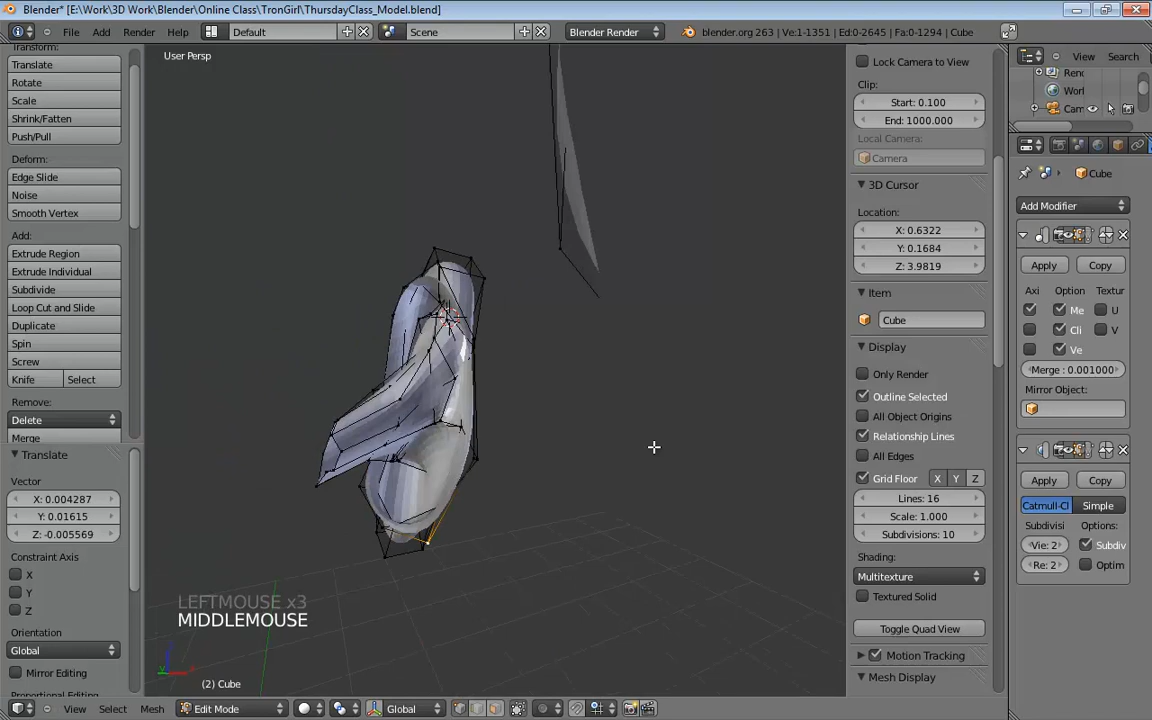 Blender* [E:\Work\3D Work\Blender\Online Class\TronGirl\ThursdayClass_Model.blend]
File Add Render Help Default Scene Blender Render blender.org 263 | Ve:1-1351 | Ed:0-2645 | Fa:0-1294 | Cube
Transform:
Translate
Rotate
Scale
Shrink/Fatten
Push/Pull
Deform:
Edge Slide
Noise
Smooth Vertex
Add:
Extrude Region
Extrude Individual
Subdivide
Loop Cut and Slide
Duplicate
Spin
Screw
Knife Select
Remove:
Delete
Merge
Translate
Vector
X: 0.004287
Y: 0.01615
Z: -0.005569
Constraint Axis
X
Y
Z
Orientation
Global
Mirror Editing
Proportional Editing
User Persp
LEFTMOUSE x3
MIDDLEMOUSE
(2) Cube
View Select Mesh Edit Mode Global
Lock Camera to View
Clip:
Start: 0.100
End: 1000.000
Local Camera:
Camera
3D Cursor
Location:
X: 0.6322
Y: 0.1684
Z: 3.9819
Item
Cube
Display
Only Render
Outline Selected
All Object Origins
Relationship Lines
All Edges
Grid Floor X Y Z
Lines: 16
Scale: 1.000
Subdivisions: 10
Shading:
Multitexture
Textured Solid
Toggle Quad View
Motion Tracking
Mesh Display
View Search
Rend
Worl
Cam
Cube
Add Modifier
Apply Copy
Axi Option Textur
Me U
Cli V
Ve
Merge : 0.001000
Mirror Object:
Apply Copy
Catmull-Cl Simple
Subdivisi Options:
Vie: 2 Subdiv
Re: 2 Optim